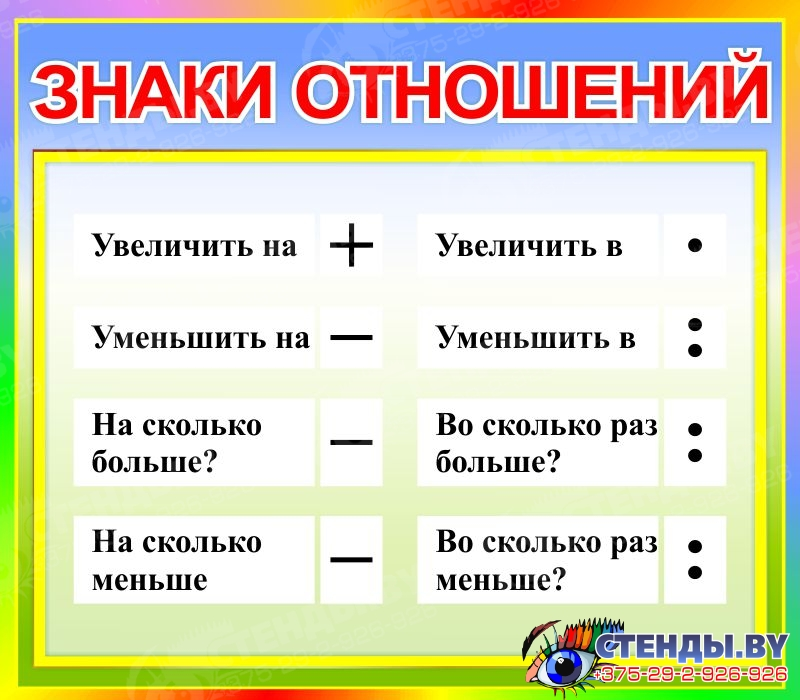 ЗНАКИ ОТНОШЕНИЙ
Увеличить на +
Увеличить в •
Уменьшить на —
Уменьшить в :
На сколько
больше? —
Во сколько раз
больше? :
На сколько
меньше —
Во сколько раз
меньше? :
СТЕНДЫ.BY
+375-29-2-926-926